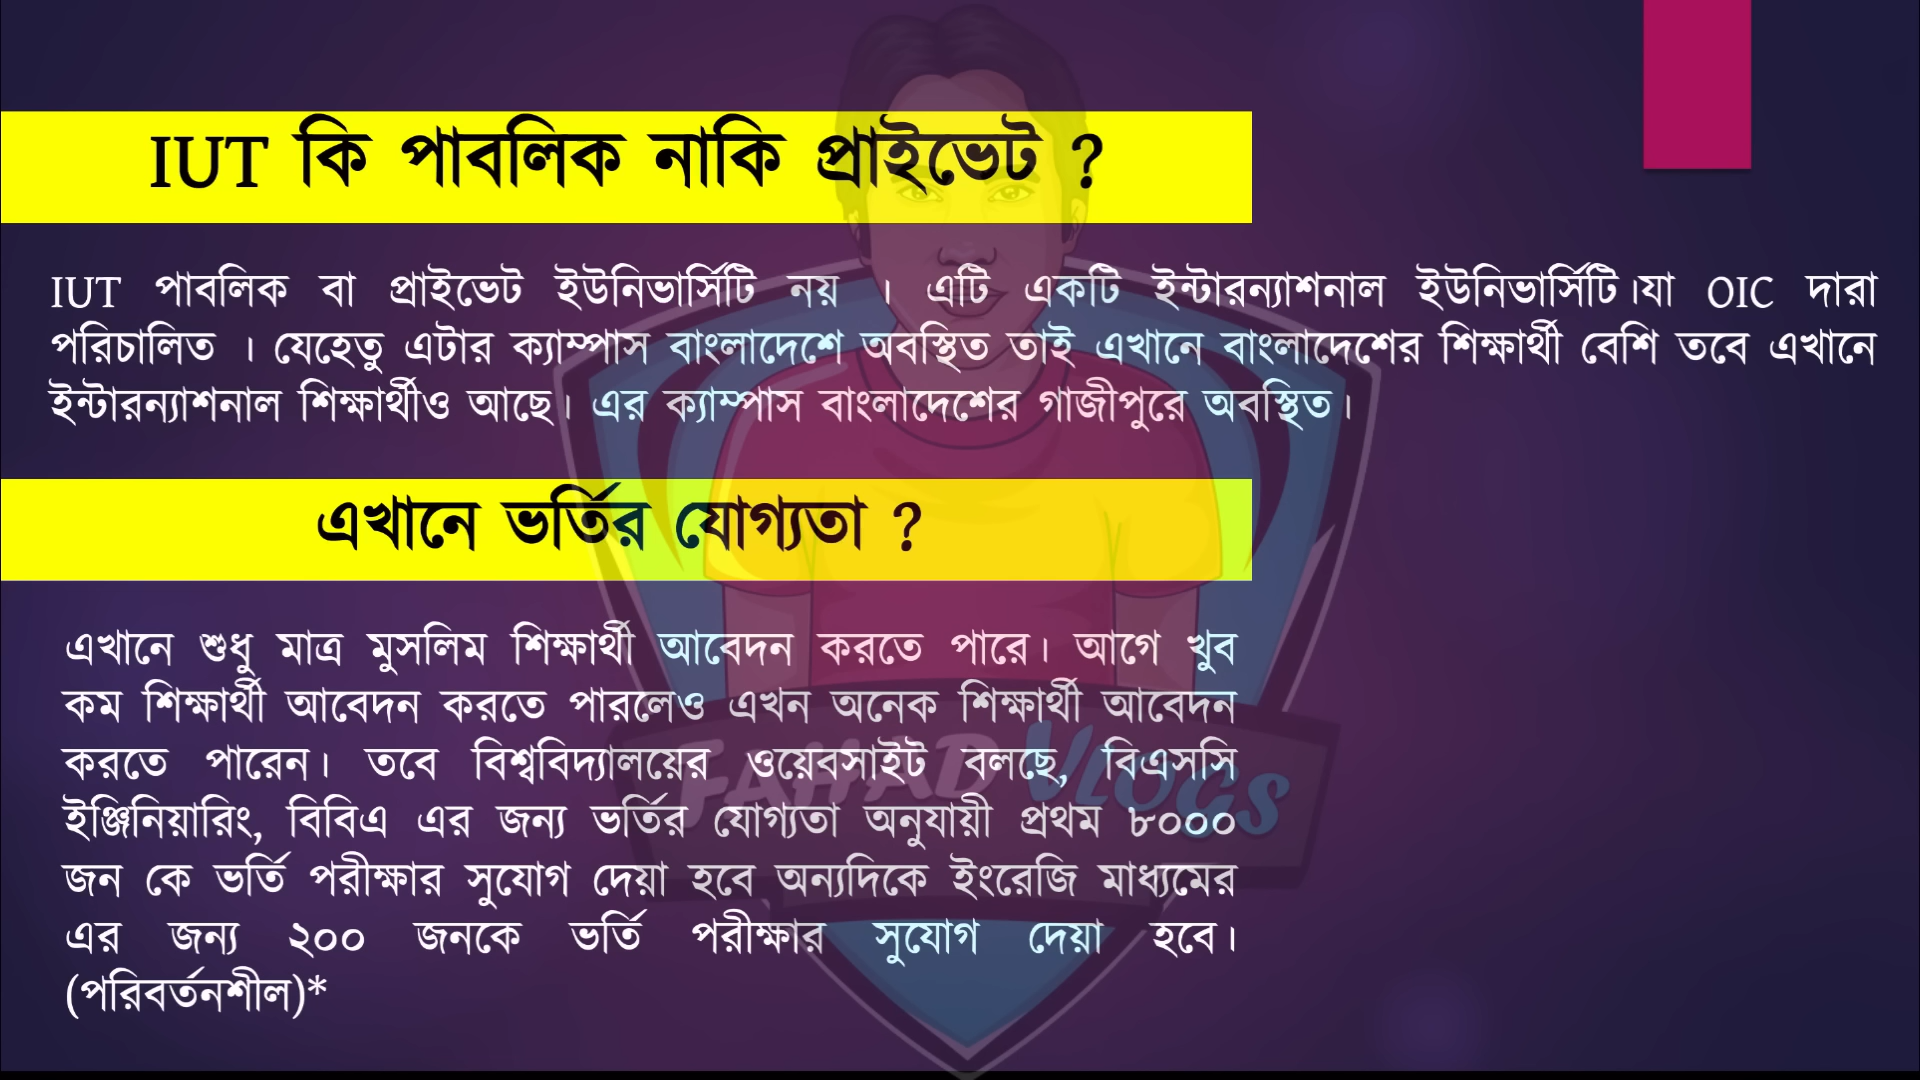 IUT কি পাবলিক নাকি প্রাইভেট ?
IUT পাবলিক বা প্রাইভেট ইউনিভার্সিটি নয় । এটি একটি ইন্টারন্যাশনাল ইউনিভার্সিটি।যা OIC দারা
পরিচালিত । যেহেতু এটার ক্যাম্পাস বাংলাদেশে অবস্থিত তাই এখানে বাংলাদেশের শিক্ষার্থী বেশি তবে এখানে
ইন্টারন্যাশনাল শিক্ষার্থীও আছে। এর ক্যাম্পাস বাংলাদেশের গাজীপুরে অবস্থিত।
এখানে ভর্তির যোগ্যতা ?
এখানে শুধু মাত্র মুসলিম শিক্ষার্থী আবেদন করতে পারে। আগে খুব
কম শিক্ষার্থী আবেদন করতে পারলেও এখন অনেক শিক্ষার্থী আবেদন
করতে পারেন। তবে বিশ্ববিদ্যালয়ের ওয়েবসাইট বলছে, বিএসসি
ইঞ্জিনিয়ারিং, বিবিএ এর জন্য ভর্তির যোগ্যতা অনুযায়ী প্রথম ৮০০০
জন কে ভর্তি পরীক্ষার সুযোগ দেয়া হবে অন্যদিকে ইংরেজি মাধ্যমের
এর জন্য ২০০ জনকে ভর্তি পরীক্ষার সুযোগ দেয়া হবে।
(পরিবর্তনশীল)*
FAHAD VLOGS